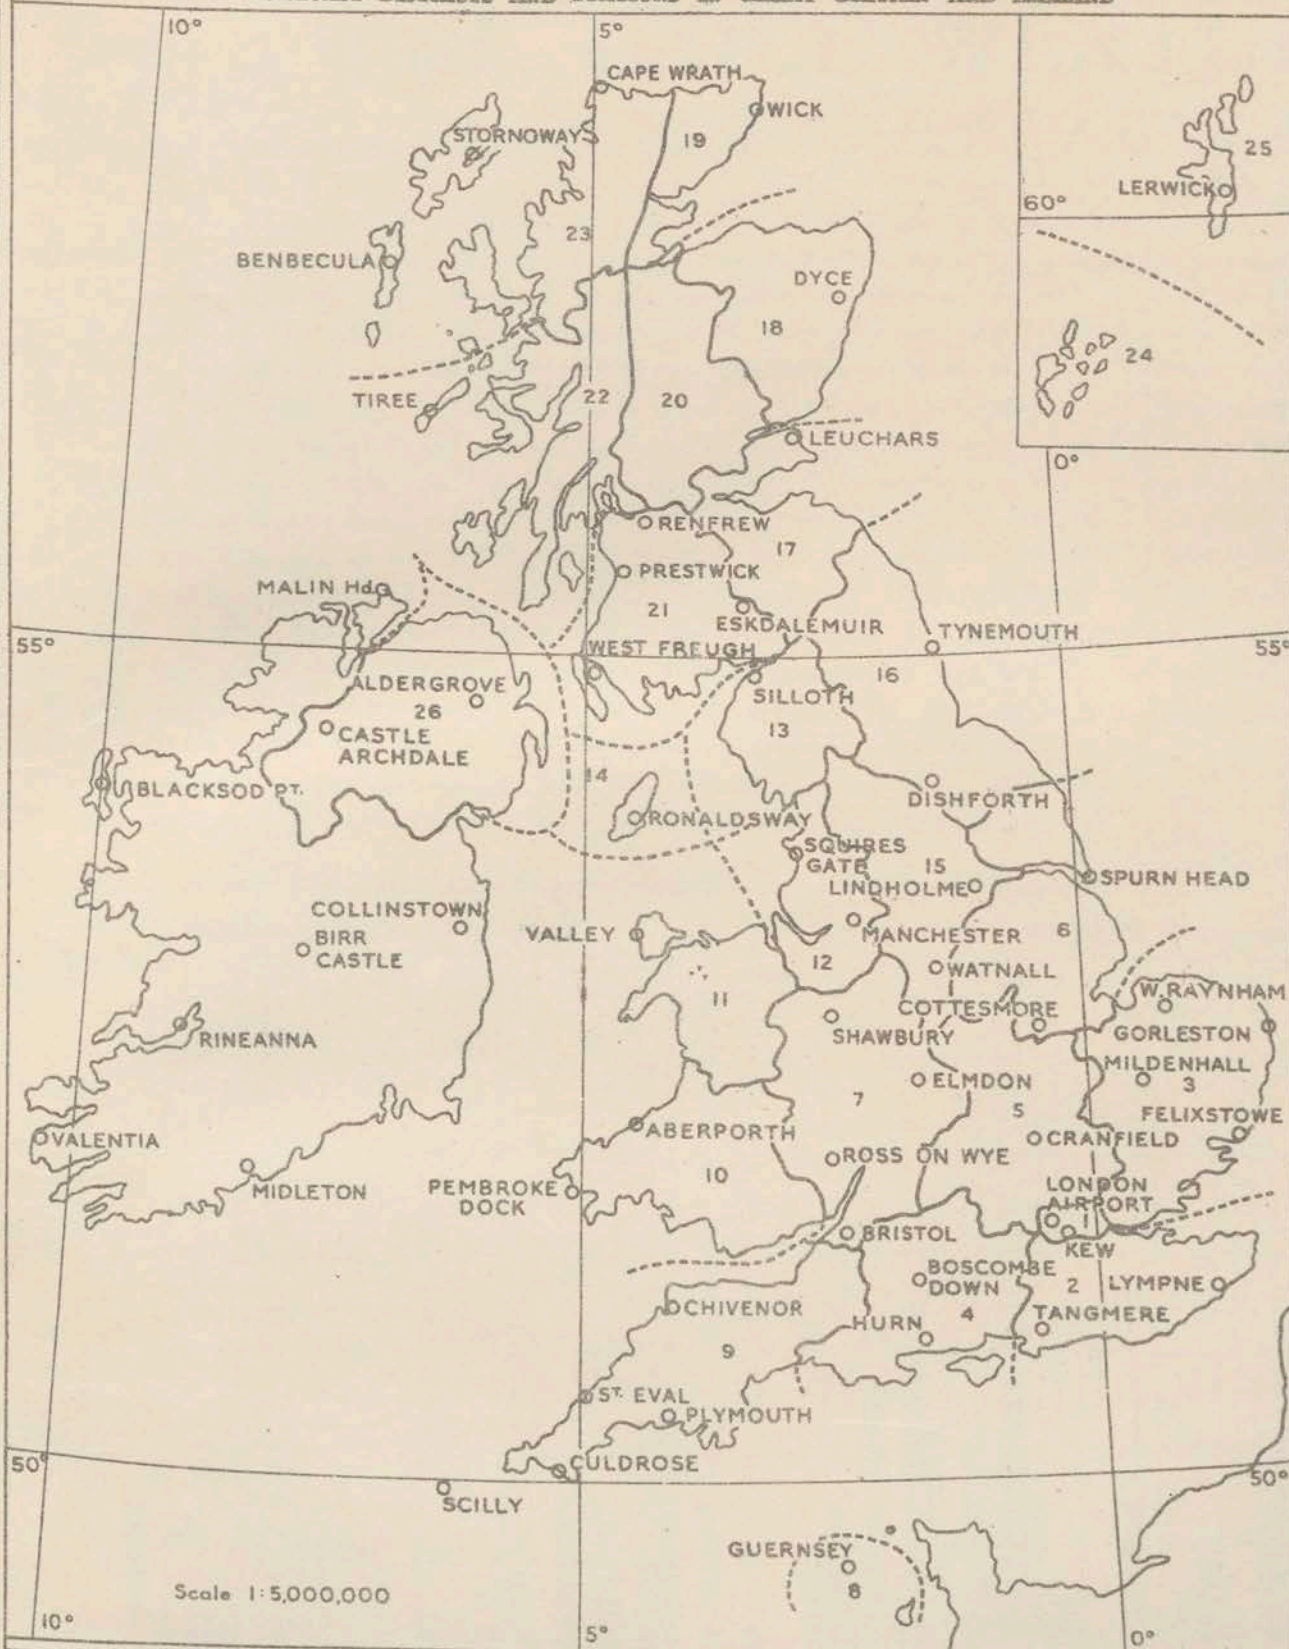 10°
5°
CAPE WRATH
WICK
STORNOWAY
19
25
LERWICK
60°
23
BENBECULA
DYCE
18
24
TIREE
22
20
LEUCHARS
0°
RENFREW
17
PRESTWICK
MALIN Hd
21
ESKDALEMUIR
TYNEMOUTH
55°
55°
WEST FREUGH
16
ALDERGROVE
SILLOTH
26
13
CASTLE
ARCHDALE
14
BLACKSOD PT.
DISHFORTH
RONALDSWAY
SQUIRES
GATE
15
LINDHOLME
SPURN HEAD
COLLINSTOWN
BIRR
CASTLE
VALLEY
MANCHESTER
6
12
WATNALL
11
W. RAYNHAM
COTTESMORE
RINEANNA
SHAWBURY
GORLESTON
MILDENHALL
ELMDON
3
7
5
FELIXSTOWE
VALENTIA
ABERPORTH
CRANFIELD
ROSS ON WYE
10
MIDLETON
PEMBROKE
DOCK
LONDON
AIRPORT
1
BRISTOL
KEW
BOSCOMBE
DOWN
2
LYMPNE
CHIVENOR
4
HURN
TANGMERE
9
ST. EVAL
PLYMOUTH
50°
CULDROSE
50°
SCILLY
GUERNSEY
8
Scale 1:5,000,000
10°
5°
0°